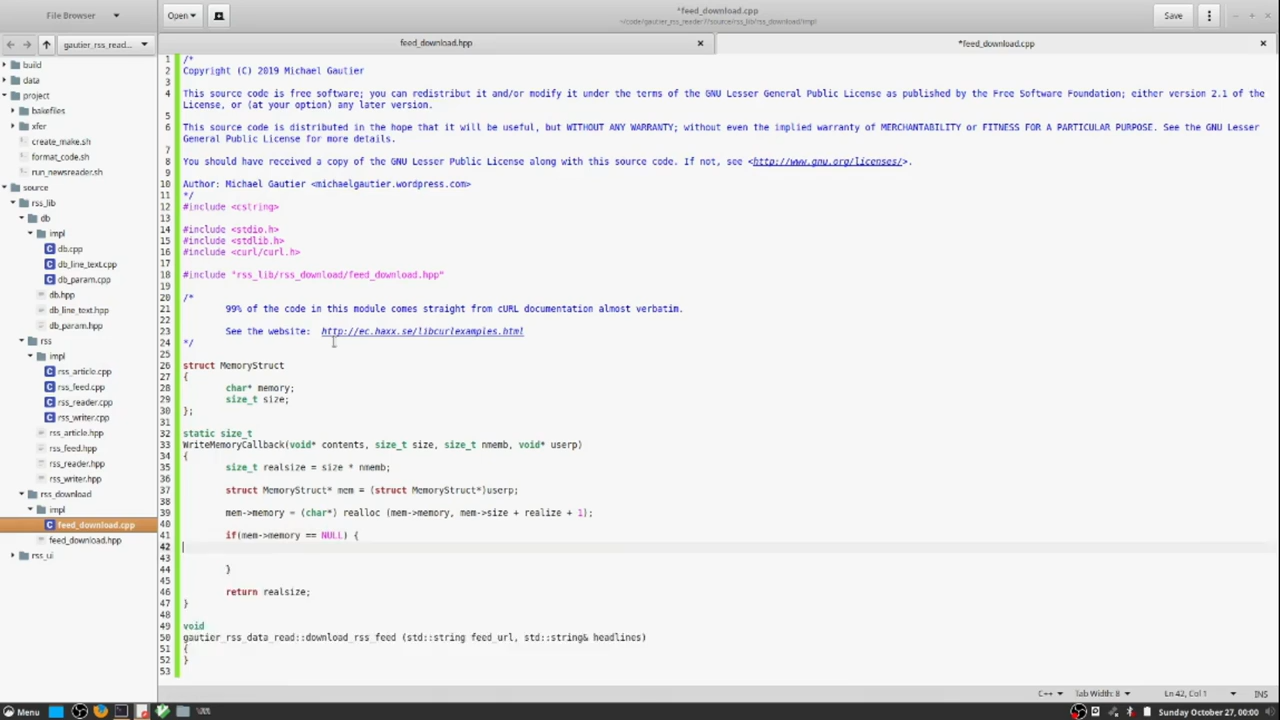 File Browser
Open
*feed_download.cpp
~/code/gautier_rss_reader7/source/rss_lib/rss_download/impl
Save
gautier_rss_read...
feed_download.hpp
*feed_download.cpp
build
data
project
bakefiles
xfer
create_make.sh
format_code.sh
run_newsreader.sh
source
rss_lib
db
impl
db.cpp
db_line_text.cpp
db_param.cpp
db.hpp
db_line_text.hpp
db_param.hpp
rss
impl
rss_article.cpp
rss_feed.cpp
rss_reader.cpp
rss_writer.cpp
rss_article.hpp
rss_feed.hpp
rss_reader.hpp
rss_writer.hpp
rss_download
impl
feed_download.cpp
feed_download.hpp
rss_ui
1 /*
2 Copyright (C) 2019 Michael Gautier
3
4 This source code is free software; you can redistribut it and/or modify it under the terms of the GNU Lesser General Public License as published by the Free Software Foundation; either version 2.1 of the
License, or (at your option) any later version.
5
6 This source code is distributed in the hope that it will be useful, but WITHOUT ANY WARRANTY; without even the implied warranty of MERCHANTABILITY or FITNESS FOR A PARTICULAR PURPOSE. See the GNU Lesser
General Public License for more details.
7
8 You should have received a copy of the GNU Lesser Public License along with this source code. If not, see <http://www.gnu.org/licenses/>.
9
10 Author: Michael Gautier <michaelgautier.wordpress.com>
11 */
12 #include <cstring>
13
14 #include <stdio.h>
15 #include <stdlib.h>
16 #include <curl/curl.h>
17
18 #include "rss_lib/rss_download/feed_download.hpp"
19
20 /*
21 99% of the code in this module comes straight from cURL documentation almost verbatim.
22
23 See the website: http://ec.haxx.se/libcurlexamples.html
24 */
25
26 struct MemoryStruct
27 {
28 char* memory;
29 size_t size;
30 };
31
32 static size_t
33 WriteMemoryCallback(void* contents, size_t size, size_t nmemb, void* userp)
34 {
35 size_t realsize = size * nmemb;
36
37 struct MemoryStruct* mem = (struct MemoryStruct*)userp;
38
39 mem->memory = (char*) realloc (mem->memory, mem->size + realize + 1);
40
41 if(mem->memory == NULL) {
42
43
44 }
45
46 return realsize;
47 }
48
49 void
50 gautier_rss_data_read::download_rss_feed (std::string feed_url, std::string& headlines)
51 {
52 }
53
C++
Tab Width: 8
Ln 42, Col 1
INS
Menu
Sunday October 27, 00:00